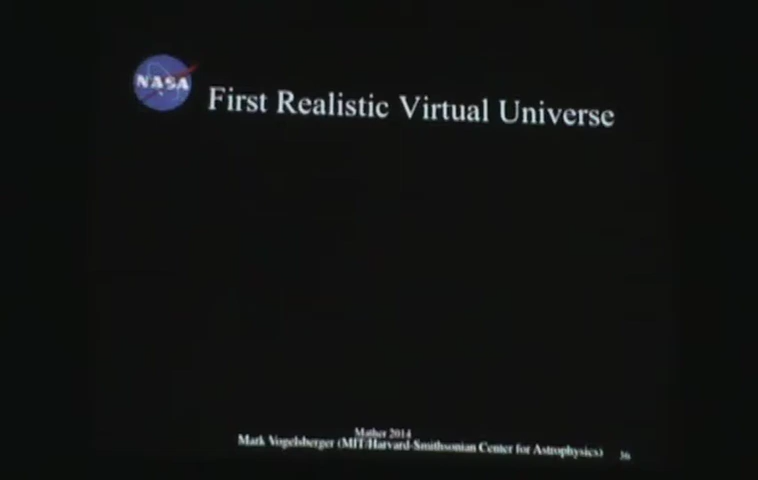 NASA
First Realistic Virtual Universe
Mather 2014
Mark Vogelsberger (MIT/Harvard-Smithsonian Center for Astrophysics)
36